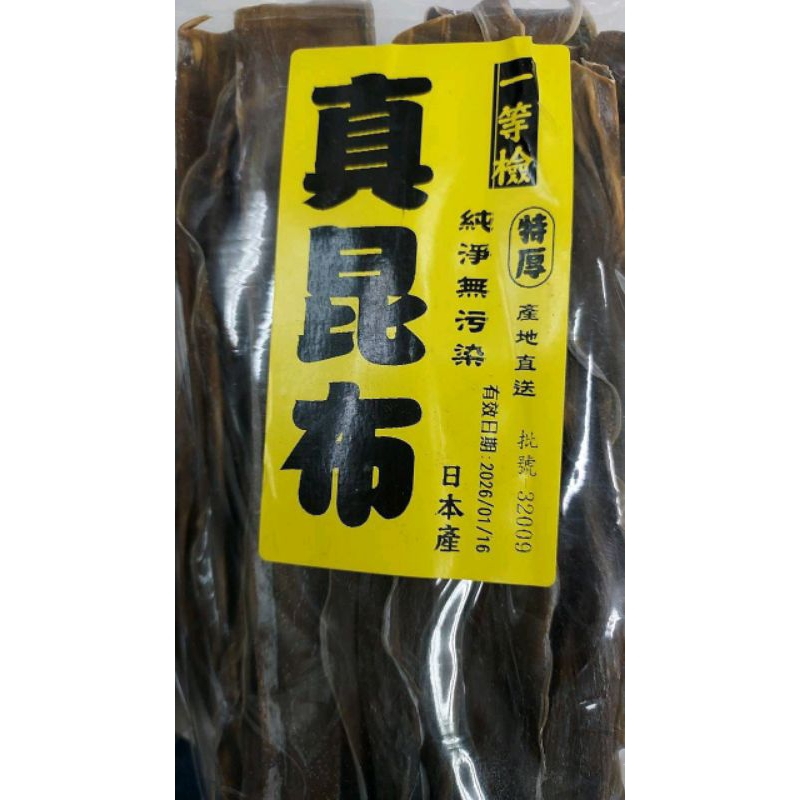 一等檢
特厚
產地直送
批號 32009
純淨無污染
有效日期:2026/01/16
日本產
真昆布